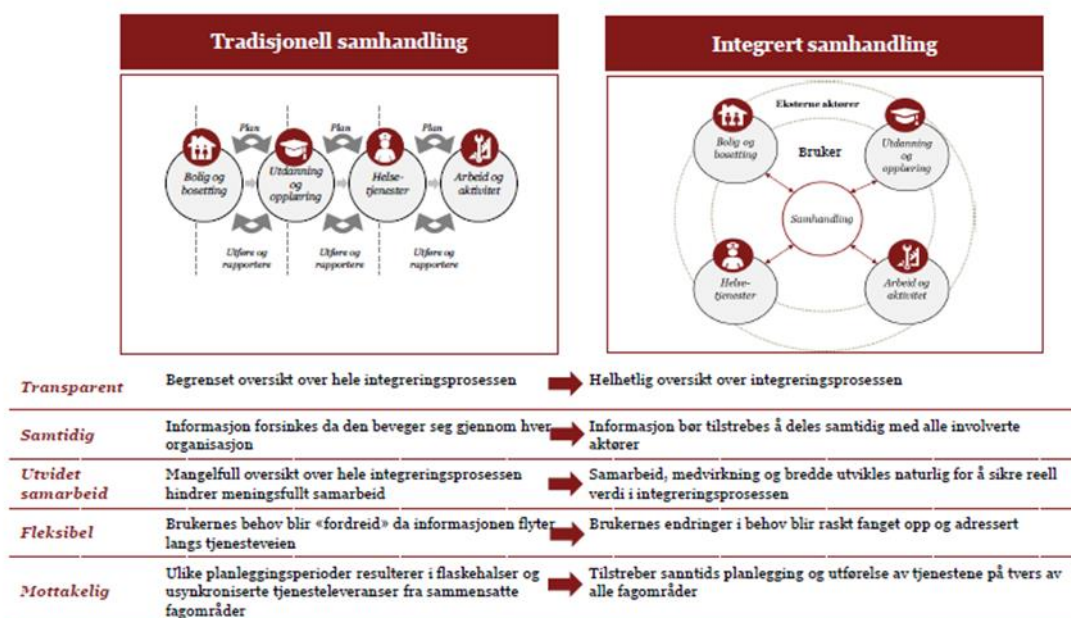 Tradisjonell samhandling
Plan
Plan
Plan
Bolig og
bosetting
Utdanning
og
opplæring
Helse-
tjenester
Arbeid og
aktivitet
Utføre og
rapportere
Utføre og
rapportere
Utføre og
rapportere
Integrert samhandling
Eksterne aktører
Bolig og
bosetting
Bruker
Utdanning
og
opplæring
Samhandling
Helse-
tjenester
Arbeid og
aktivitet
Transparent
Begrenset oversikt over hele integreringsprosessen
Helhetlig oversikt over integreringsprosessen
Samtidig
Informasjon forsinkes da den beveger seg gjennom hver
organisasjon
Informasjon bør tilstrebes å deles samtidig med alle involverte
aktører
Utvidet
samarbeid
Mangelfull oversikt over hele integreringsprosessen
hindrer meningsfullt samarbeid
Samarbeid, medvirkning og bredde utvikles naturlig for å sikre reell
verdi i integreringsprosessen
Fleksibel
Brukernes behov blir «fordreid» da informasjonen flyter
langs tjenesteveien
Brukernes endringer i behov blir raskt fanget opp og adressert
Mottakelig
Ulike planleggingsperioder resulterer i flaskehalser og
usynkroniserte tjenesteleveranser fra sammensatte
fagområder
Tilstreber sanntids planlegging og utførelse av tjenestene på tvers av
alle fagområder